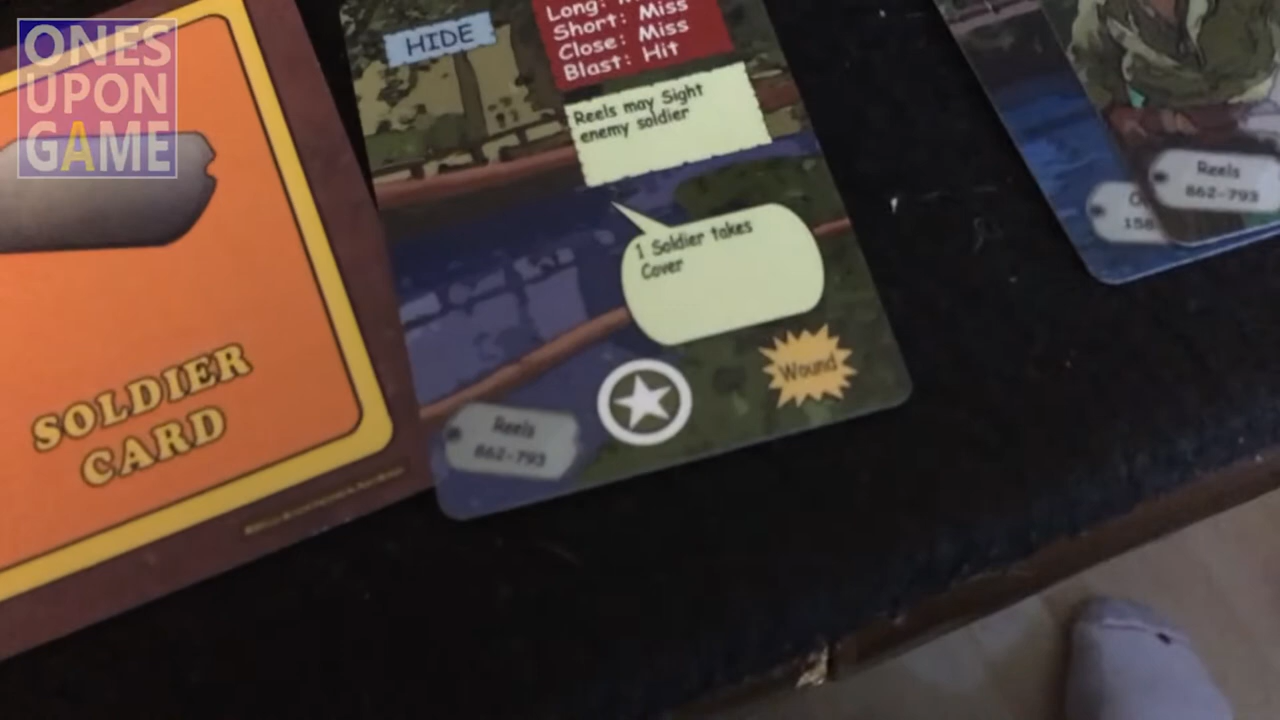 ONES
UPON
GAME
HIDE
Long:
Short: Miss
Close: Miss
Blast: Hit
Reels may Sight
enemy soldier
1 Soldier takes
Cover
Wound
Reels
862-793
SOLDIER
CARD
Reels
862-793